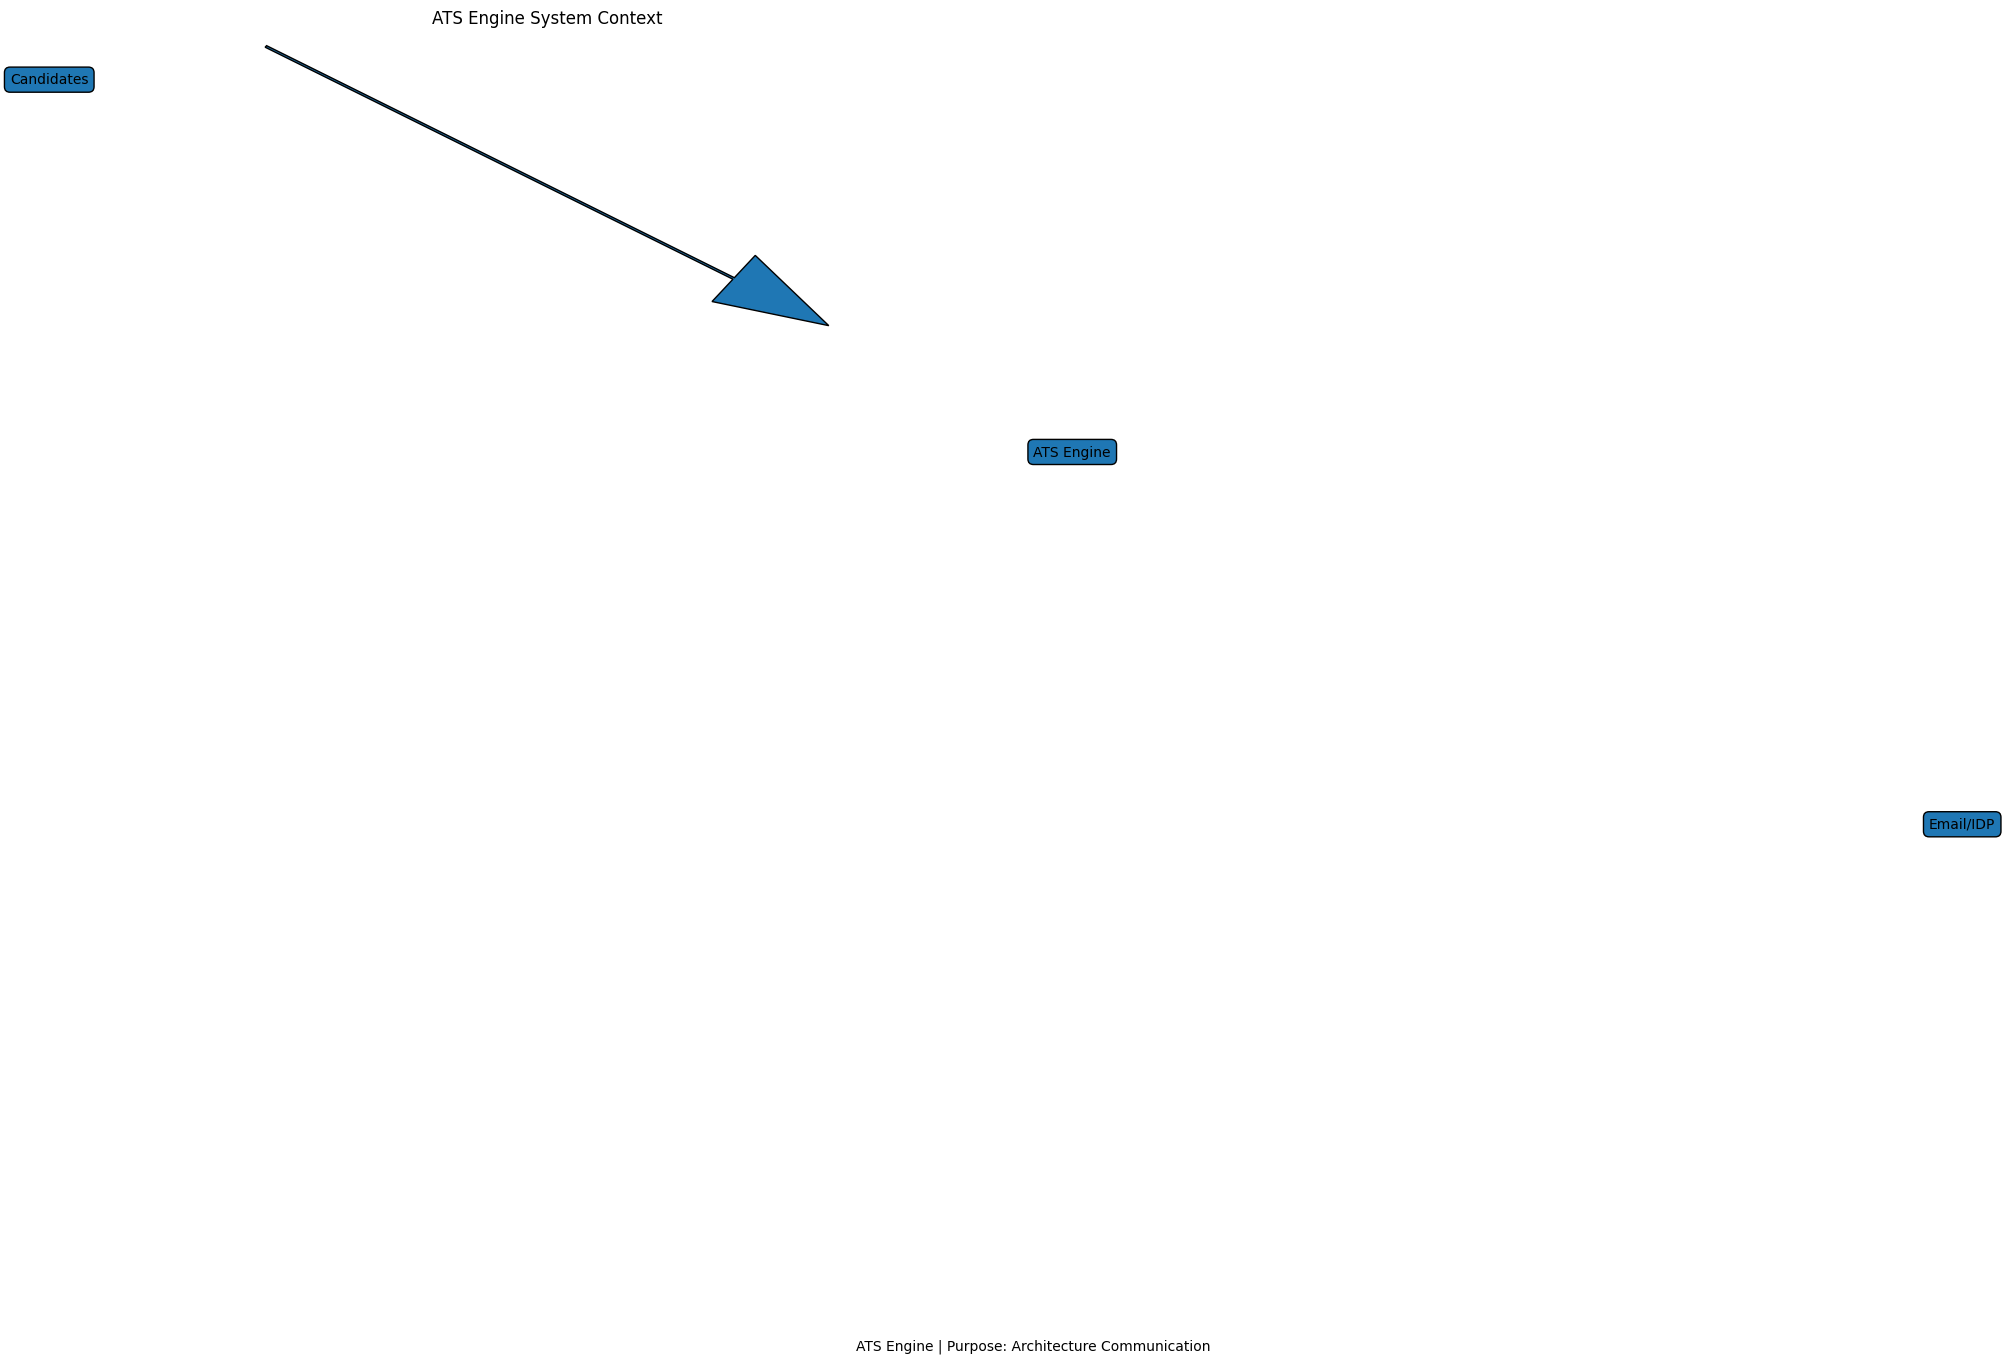 ATS Engine System Context
Candidates
ATS Engine
Email/IDP
ATS Engine | Purpose: Architecture Communication